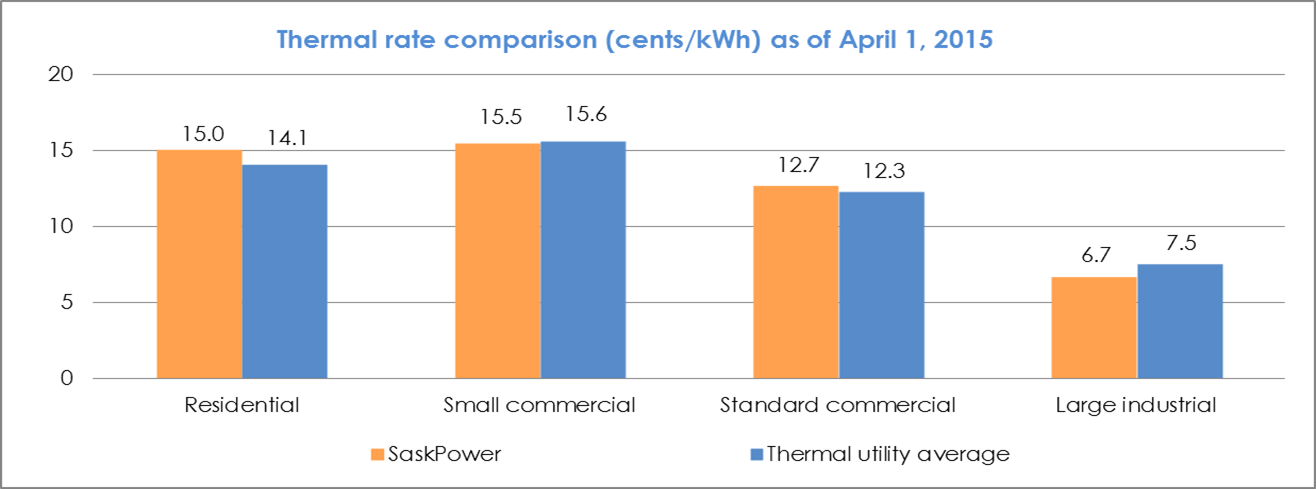 Thermal rate comparison (cents/kWh) as of April 1, 2015
20
15
10
5
0
15.0 14.1 15.5 15.6 12.7 12.3 6.7 7.5
Residential Small commercial Standard commercial Large industrial
SaskPower Thermal utility average